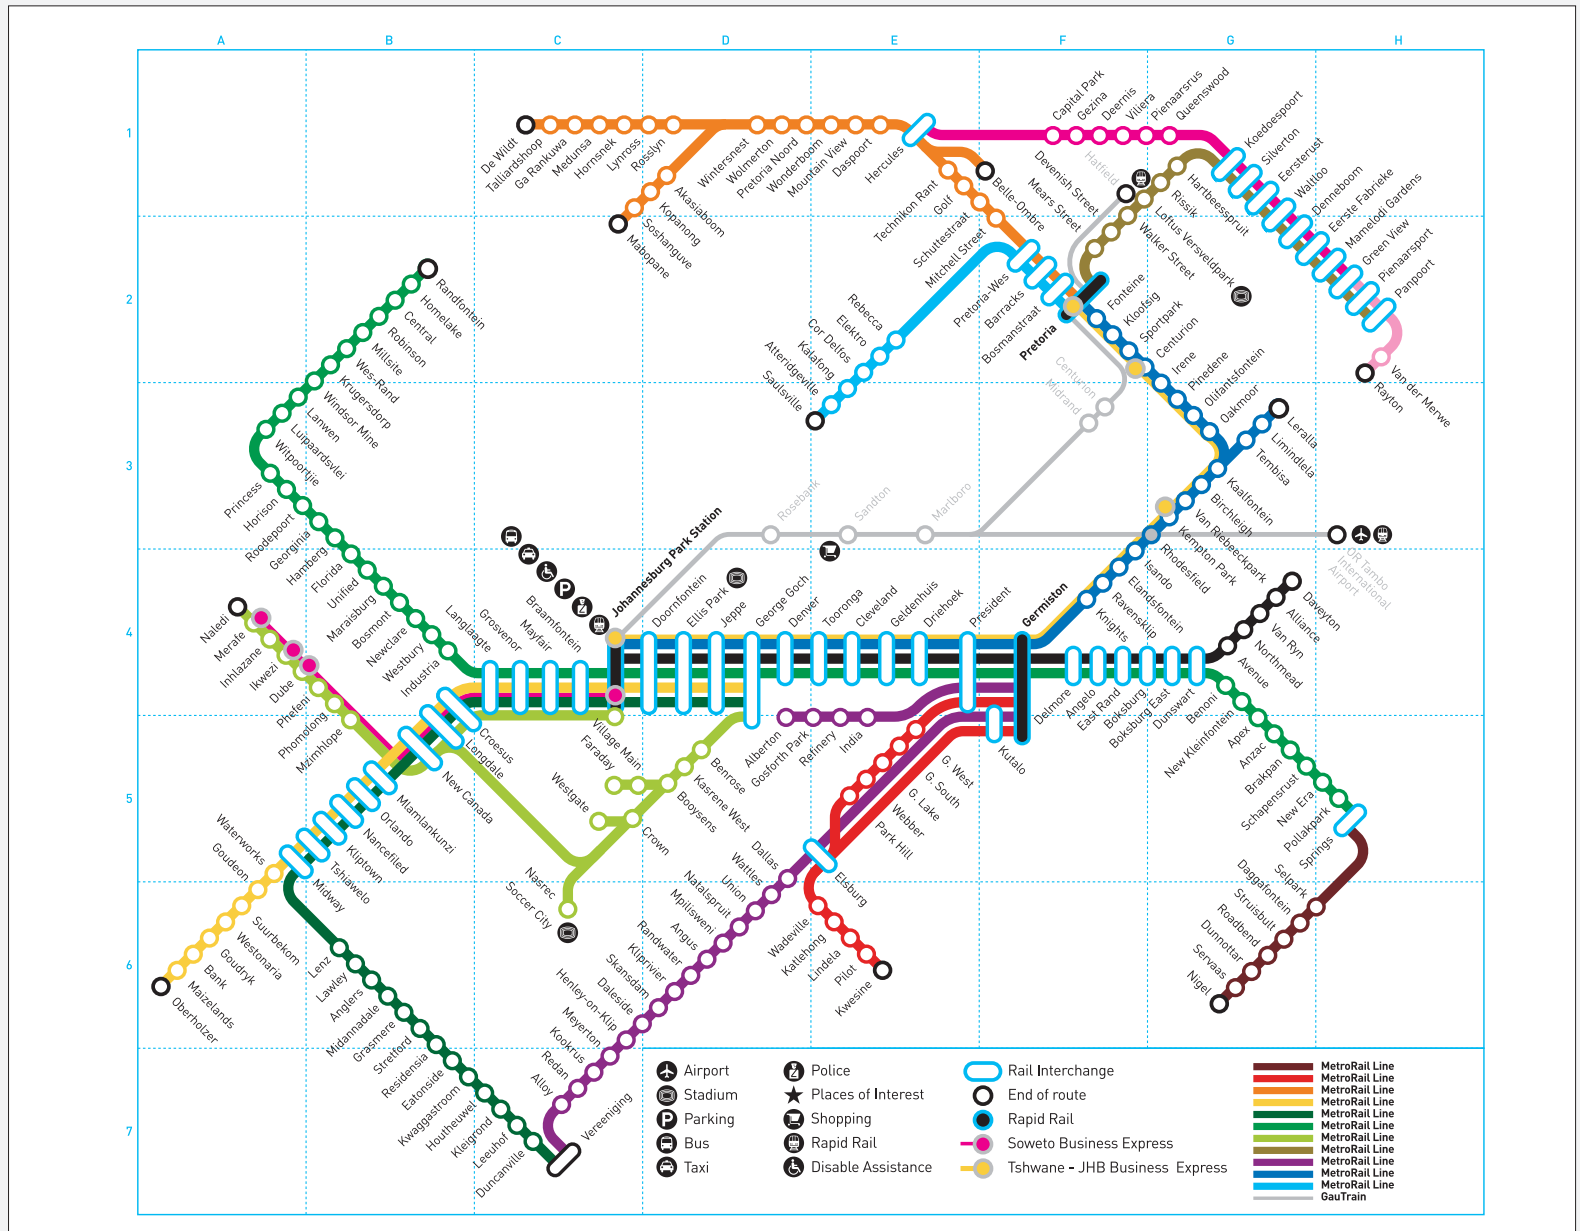 A
B
C
D
E
F
G
H
1
2
3
4
5
6
7
De Wildt
Talliardshoop
Ga Rankuwa
Medunsa
Hornsnek
Lynross
Rosslyn
Wintersnest
Wolmerton
Pretoria Noord
Wonderboom
Mountain View
Daspoort
Hercules
Akasiaboom
Kopanong
Soshanguve
Mabopane
Capital Park
Gezina
Deernis
Viliera
Pienaarsrus
Queenswood
Koedoespoort
Silverton
Eersterust
Waltloo
Denneboom
Eerste Fabrieke
Mamelodi Gardens
Green View
Pienaarsport
Panpoort
Van der Merwe
Rayton
Technikon Rant
Golf
Schuttestraat
Mitchell Street
Belle-Ombre
Pretoria-Wes
Barracks
Bosmanstraat
Pretoria
Hatfield
Devenish Street
Mears Street
Walker Street
Loftus Versveldpark
Rissik
Hartbeesspruit
Rebecca
Elektro
Cor Delfos
Kalafong
Atteridgeville
Saulsville
Fonteine
Kloofsig
Sportpark
Centurion
Irene
Pinedene
Olifantsfontein
Oakmoor
Leralla
Limindlela
Tembisa
Kaalfontein
Birchleigh
Van Riebeeckpark
Kempton Park
Rhodesfield
Isando
Elandsfontein
Ravensklip
Knights
Centurion
Midrand
Rosebank
Sandton
Marlboro
OR Tambo
International
Airport
Randfontein
Homelake
Central
Robinson
Millsite
Wes-Rand
Krugersdorp
Windsor Mine
Lanwen
Luipaardsvlei
Witpoortjie
Princess
Horison
Roodepoort
Georginia
Hamberg
Florida
Unified
Maraisburg
Bosmont
Newclare
Westbury
Industria
Langlaagte
Grosvenor
Mayfair
Braamfontein
Johannesburg Park Station
Doornfontein
Ellis Park
Jeppe
George Goch
Denver
Tooronga
Cleveland
Geldenhuis
Driehoek
President
Germiston
Naledi
Merafe
Inhlazane
Ikwezi
Dube
Phefeni
Phomolong
Mzimhlope
Croesus
Longdale
New Canada
Mlamlankunzi
Orlando
Nancefiled
Kliptown
Tshiawelo
Midway
Waterworks
Goudeon
Suurbekom
Westonaria
Goudryk
Bank
Maizelands
Oberholzer
Lenz
Lawley
Anglers
Midannadale
Grasmere
Stretford
Residensia
Eatonside
Kwaggastroom
Houtheuwel
Kleigrond
Leeuhof
Duncanville
Vereeniging
Village Main
Faraday
Westgate
Benrose
Kasrene West
Booysens
Crown
Nasrec
Soccer City
Alberton
Gosforth Park
Refinery
India
Kutalo
G. West
G. South
G. Lake
Webber
Park Hill
Elsburg
Wadeville
Katlehong
Lindela
Pilot
Kwesine
Dallas
Wattles
Union
Natalspruit
Mpilisweni
Angus
Randwater
Kliprivier
Skansdam
Daleside
Henley-on-Klip
Meyerton
Kookrus
Redan
Alloy
Delmore
Angelo
East Rand
Boksburg
Boksburg East
Dunswart
Daveyton
Alliance
Van Ryn
Northmead
Avenue
Benoni
New Kleinfontein
Apex
Anzac
Brakpan
Schapensrust
New Era
Pollakpark
Springs
Selpark
Daggafontein
Struisbult
Roadbend
Dunnottar
Servaas
Nigel
Airport
Stadium
Parking
Bus
Taxi
Police
Places of Interest
Shopping
Rapid Rail
Disable Assistance
Rail Interchange
End of route
Rapid Rail
Soweto Business Express
Tshwane - JHB Business Express
MetroRail Line
MetroRail Line
MetroRail Line
MetroRail Line
MetroRail Line
MetroRail Line
MetroRail Line
MetroRail Line
MetroRail Line
MetroRail Line
MetroRail Line
GauTrain